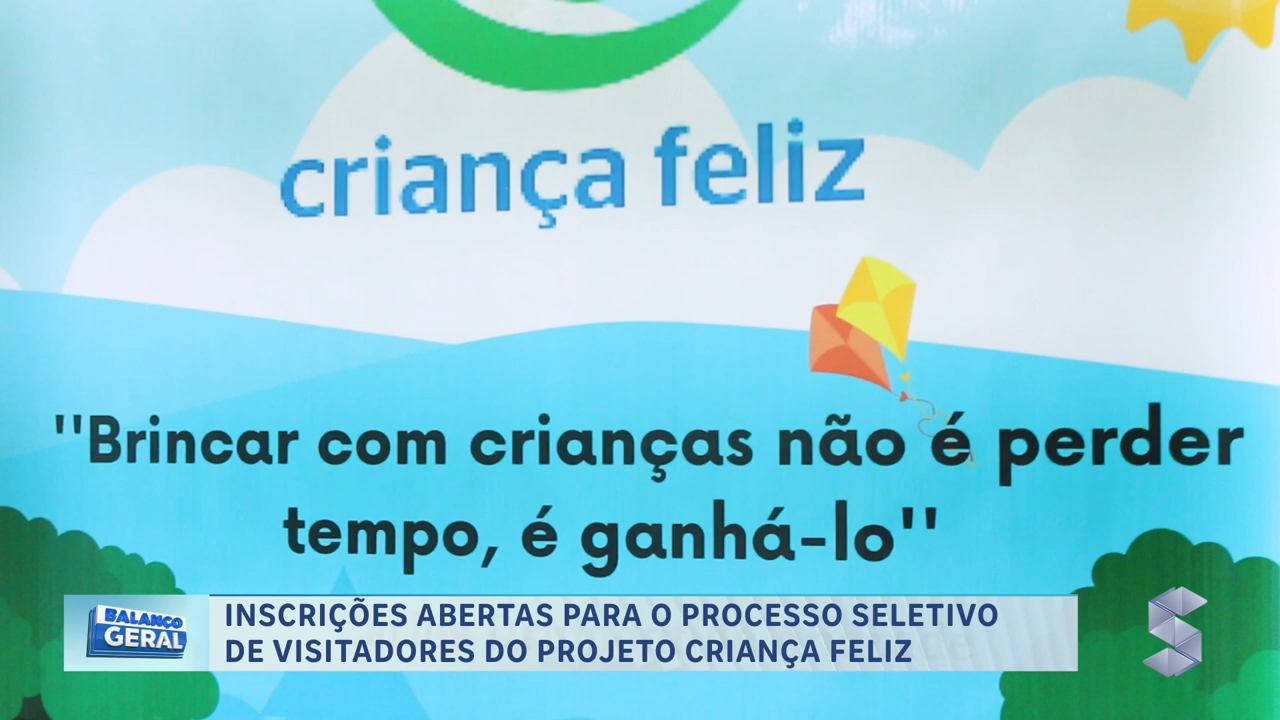 criança feliz
''Brincar com crianças não é perder
tempo, é ganhá-lo''
BALANÇO
GERAL
INSCRIÇÕES ABERTAS PARA O PROCESSO SELETIVO
DE VISITADORES DO PROJETO CRIANÇA FELIZ